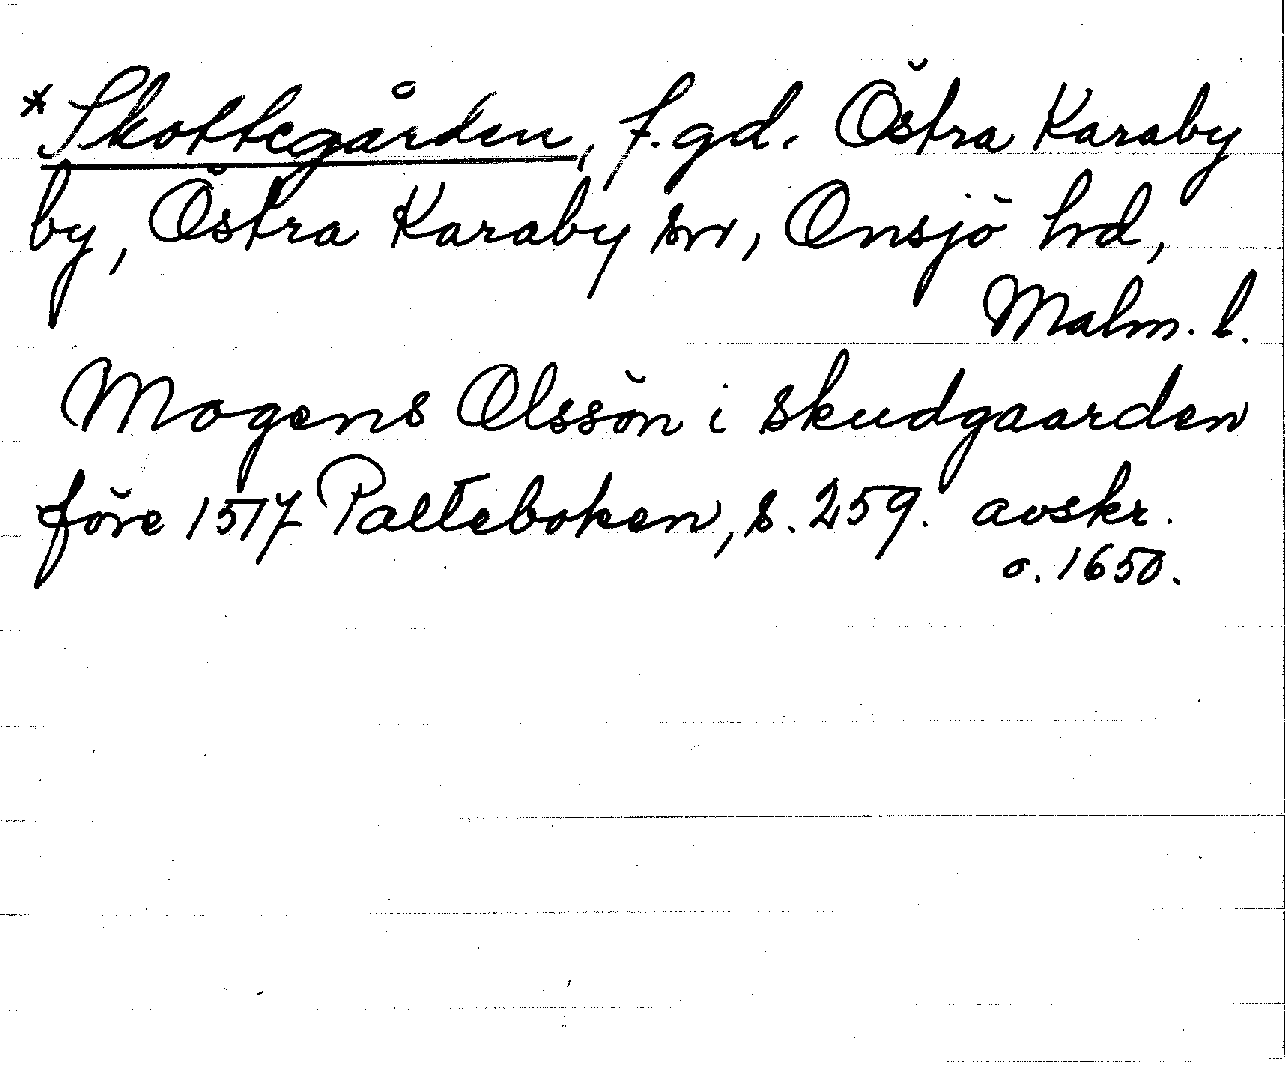 *Skottegården, f.gd. Östra Karaby
by, Östra Karaby sn, Onsjö hd,
Malm. l.
Mogens Olssön i skudgaarden
före 1517 Palteboken, s. 259. avskr.
o. 1650.